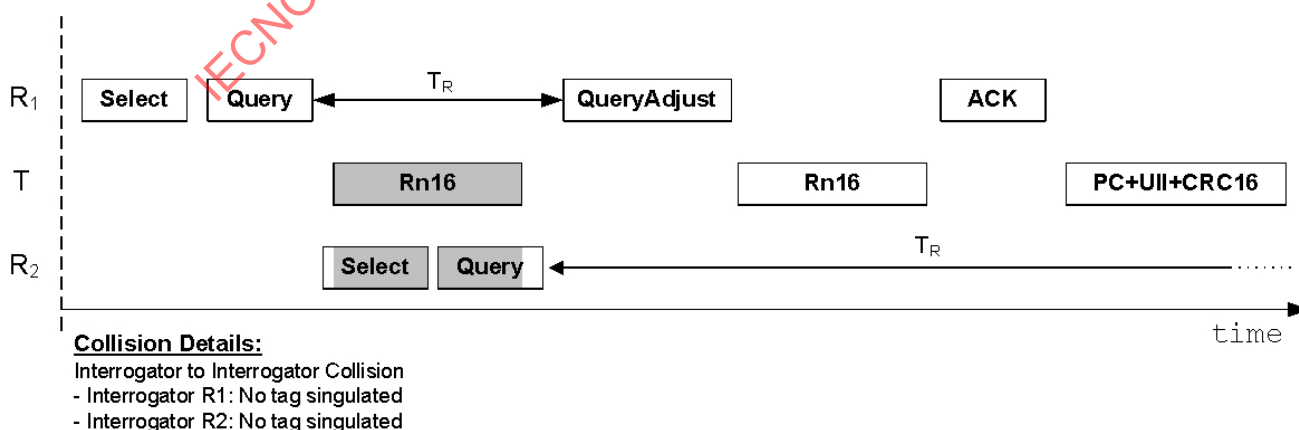 IECNO
R1 Select Query TR QueryAdjust ACK
T Rn16 Rn16 PC+UII+CRC16
R2 Select Query TR
time
Collision Details:
Interrogator to Interrogator Collision
- Interrogator R1: No tag singulated
- Interrogator R2: No tag singulated